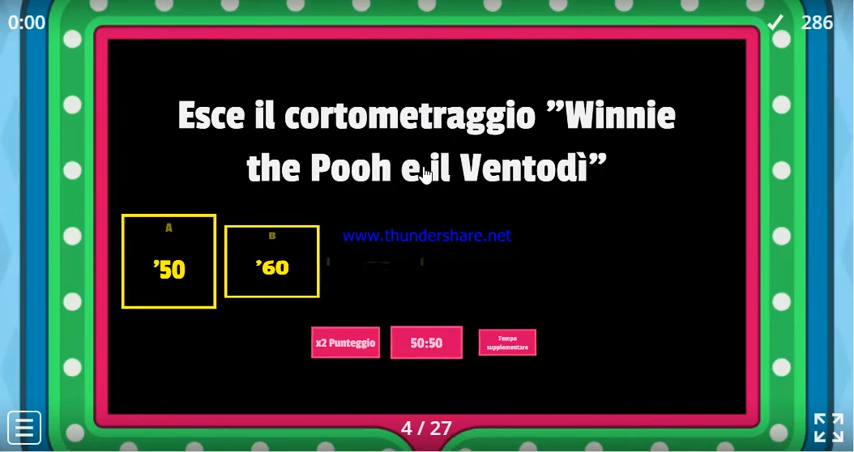 0:00
✓ 286
Esce il cortometraggio ”Winnie
the Pooh e il Ventodì”
A
B
’50
’60
www.thundershare.net
x2 Punteggio
50:50
Tempo
supplementare
4 / 27